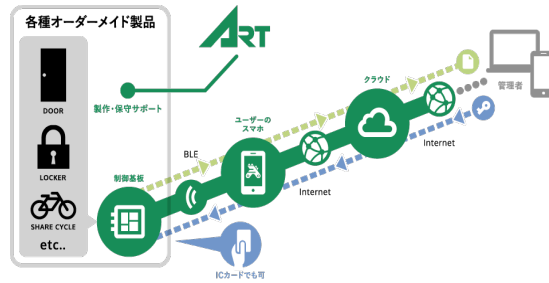 各種オーダーメイド製品
ART
DOOR
製作・保守サポート
LOCKER
SHARE CYCLE
etc..
制御基板
BLE
ユーザーの
スマホ
Internet
クラウド
Internet
管理者
ICカードでも可